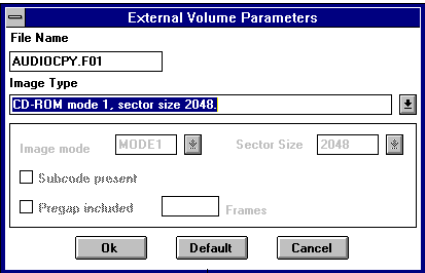 External Volume Parameters
File Name
AUDIOCPY.F01
Image Type
CD-ROM mode 1, sector size 2048.
Image mode MODE1 Sector Size 2048
Subcode present
Pregap included Frames
Ok Default Cancel